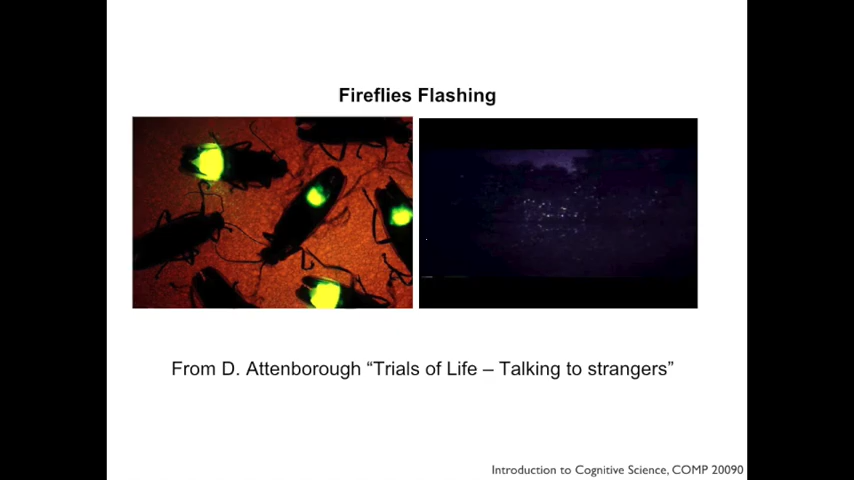 Fireflies Flashing
From D. Attenborough “Trials of Life – Talking to strangers”
Introduction to Cognitive Science, COMP 20090